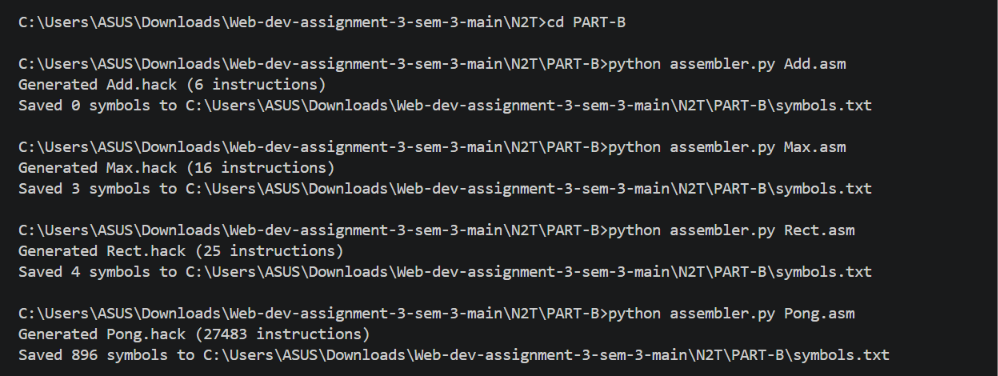 C:\Users\ASUS\Downloads\Web-dev-assignment-3-sem-3-main\N2T>cd PART-B
C:\Users\ASUS\Downloads\Web-dev-assignment-3-sem-3-main\N2T\PART-B>python assembler.py Add.asm
Generated Add.hack (6 instructions)
Saved 0 symbols to C:\Users\ASUS\Downloads\Web-dev-assignment-3-sem-3-main\N2T\PART-B\symbols.txt
C:\Users\ASUS\Downloads\Web-dev-assignment-3-sem-3-main\N2T\PART-B>python assembler.py Max.asm
Generated Max.hack (16 instructions)
Saved 3 symbols to C:\Users\ASUS\Downloads\Web-dev-assignment-3-sem-3-main\N2T\PART-B\symbols.txt
C:\Users\ASUS\Downloads\Web-dev-assignment-3-sem-3-main\N2T\PART-B>python assembler.py Rect.asm
Generated Rect.hack (25 instructions)
Saved 4 symbols to C:\Users\ASUS\Downloads\Web-dev-assignment-3-sem-3-main\N2T\PART-B\symbols.txt
C:\Users\ASUS\Downloads\Web-dev-assignment-3-sem-3-main\N2T\PART-B>python assembler.py Pong.asm
Generated Pong.hack (27483 instructions)
Saved 896 symbols to C:\Users\ASUS\Downloads\Web-dev-assignment-3-sem-3-main\N2T\PART-B\symbols.txt